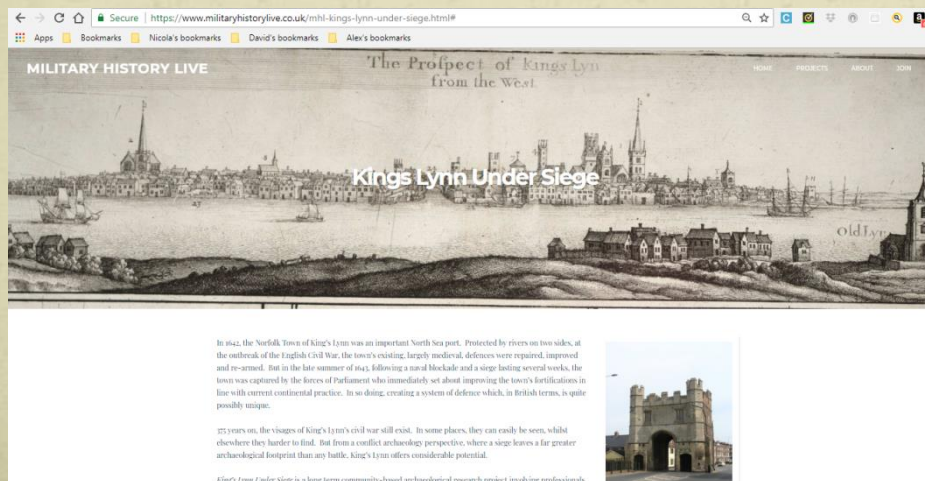 Secure | https://www.militaryhistorylive.co.uk/mhl-kings-lynn-under-siege.html#
Apps Bookmarks Nicola's bookmarks David's bookmarks Alex's bookmarks
The Prospect of Kings Lyn
from the West.
MILITARY HISTORY LIVE
HOME PROJECTS ABOUT JOIN
Kings Lynn Under Siege
Old Lyn
In 1642, the Norfolk Town of King's Lynn was an important North Sea port. Protected by rivers on two sides, at
the outbreak of the English Civil War, the town's existing, largely medieval, defences were repaired, improved
and re-armed. But in the late summer of 1643, following a naval blockade and a siege lasting several weeks, the
town was captured by the forces of Parliament who immediately set about improving the town's fortifications in
line with current continental practice. In so doing, creating a system of defence which, in British terms, is quite
possibly unique.
375 years on, the visages of King's Lynn's civil war still exist. In some places, they can easily be seen, whilst
elsewhere they harder to find. But from a conflict archaeology perspective, where a siege leaves a far greater
archaeological footprint than any battle, King's Lynn offers considerable potential.
King's Lynn Under Siege is a long term community-based archaeological research project involving professionals